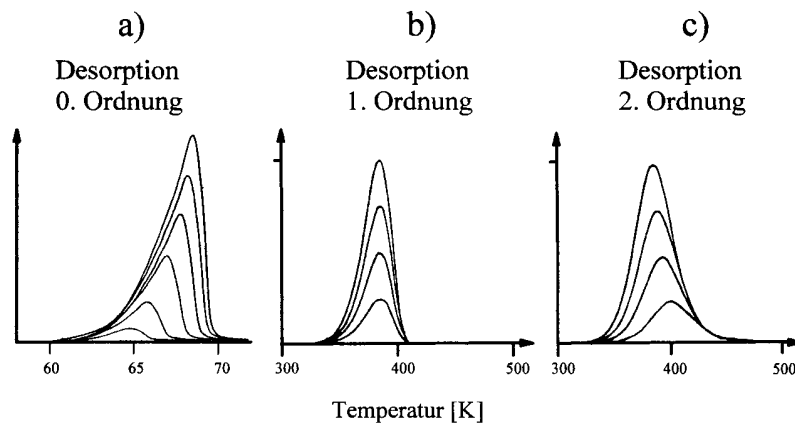 a)
Desorption
0. Ordnung
b)
Desorption
1. Ordnung
c)
Desorption
2. Ordnung
60 65 70
300 400 500
300 400 500
Temperatur [K]